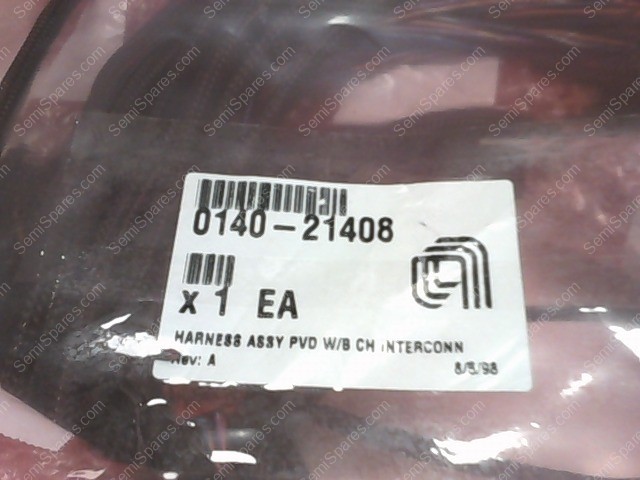 0140-21408
x 1 EA
HARNESS ASSY PVD W/B CH INTERCONN
Rev: A 8/5/98
SemiSpares.com